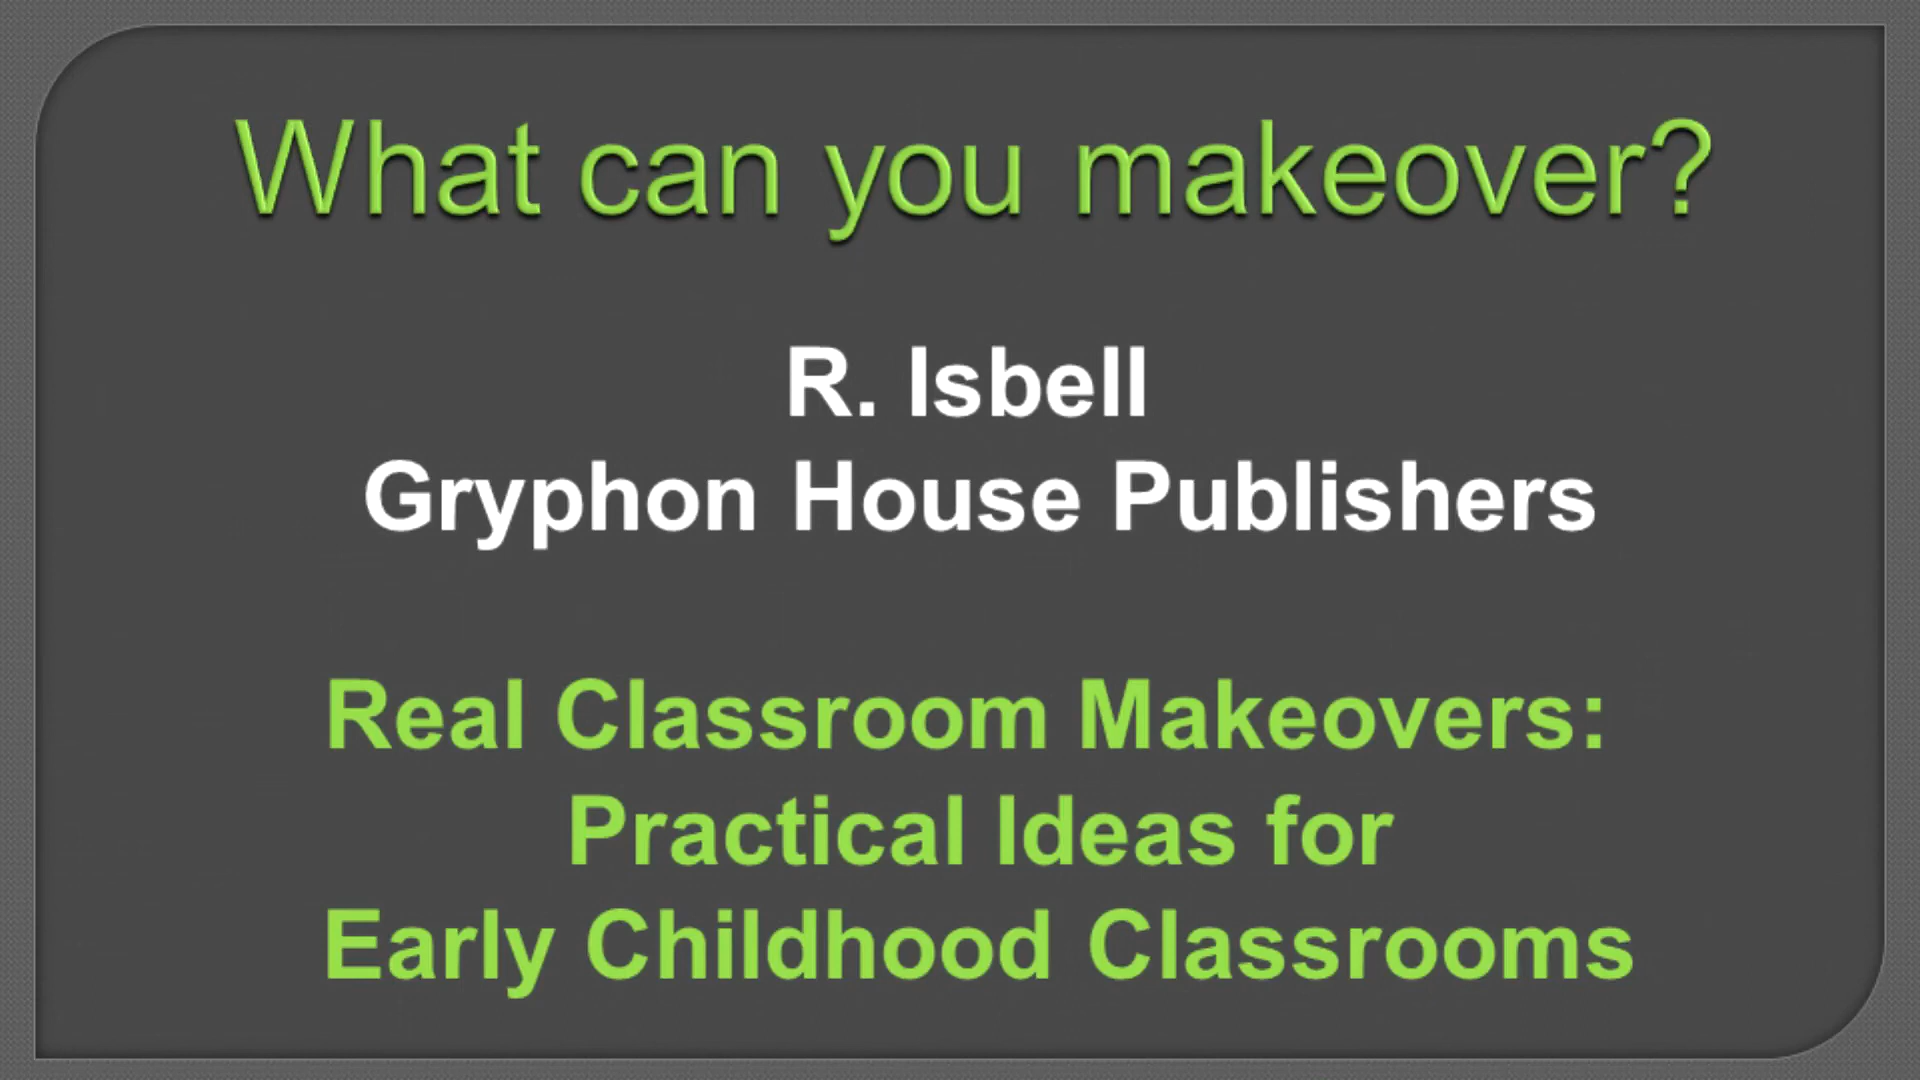 What can you makeover?
R. Isbell
Gryphon House Publishers
Real Classroom Makeovers:
Practical Ideas for
Early Childhood Classrooms